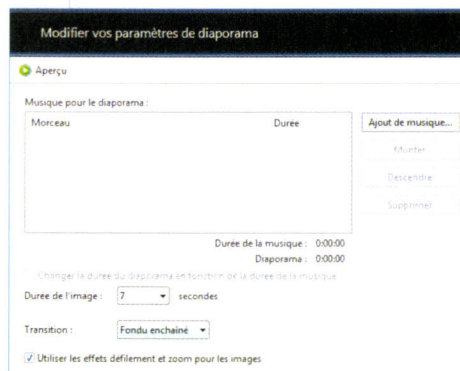 Modifier vos paramètres de diaporama
Aperçu
Musique pour le diaporama :
Morceau Durée
Ajout de musique...
Monter
Descendre
Supprimer
Durée de la musique : 0:00:00
Diaporama : 0:00:00
Changer la durée du diaporama en fonction de la durée de la musique
Durée de l'image : 7 secondes
Transition : Fondu enchaîné
Utiliser les effets défilement et zoom pour les images